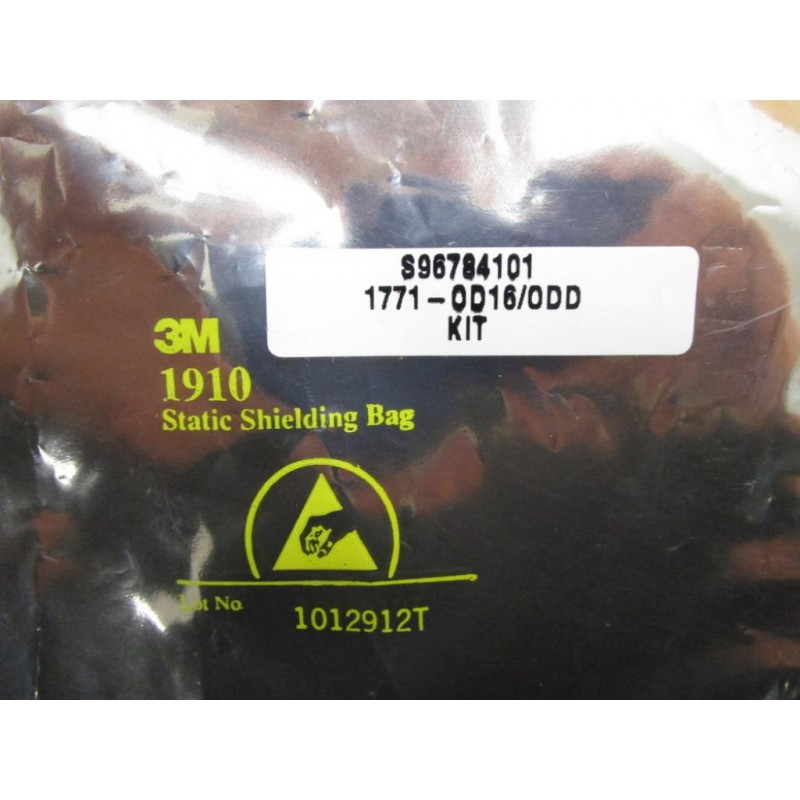 S96784101
1771-OD16/ODD
KIT
3M
1910
Static Shielding Bag
Lot No.
1012912T